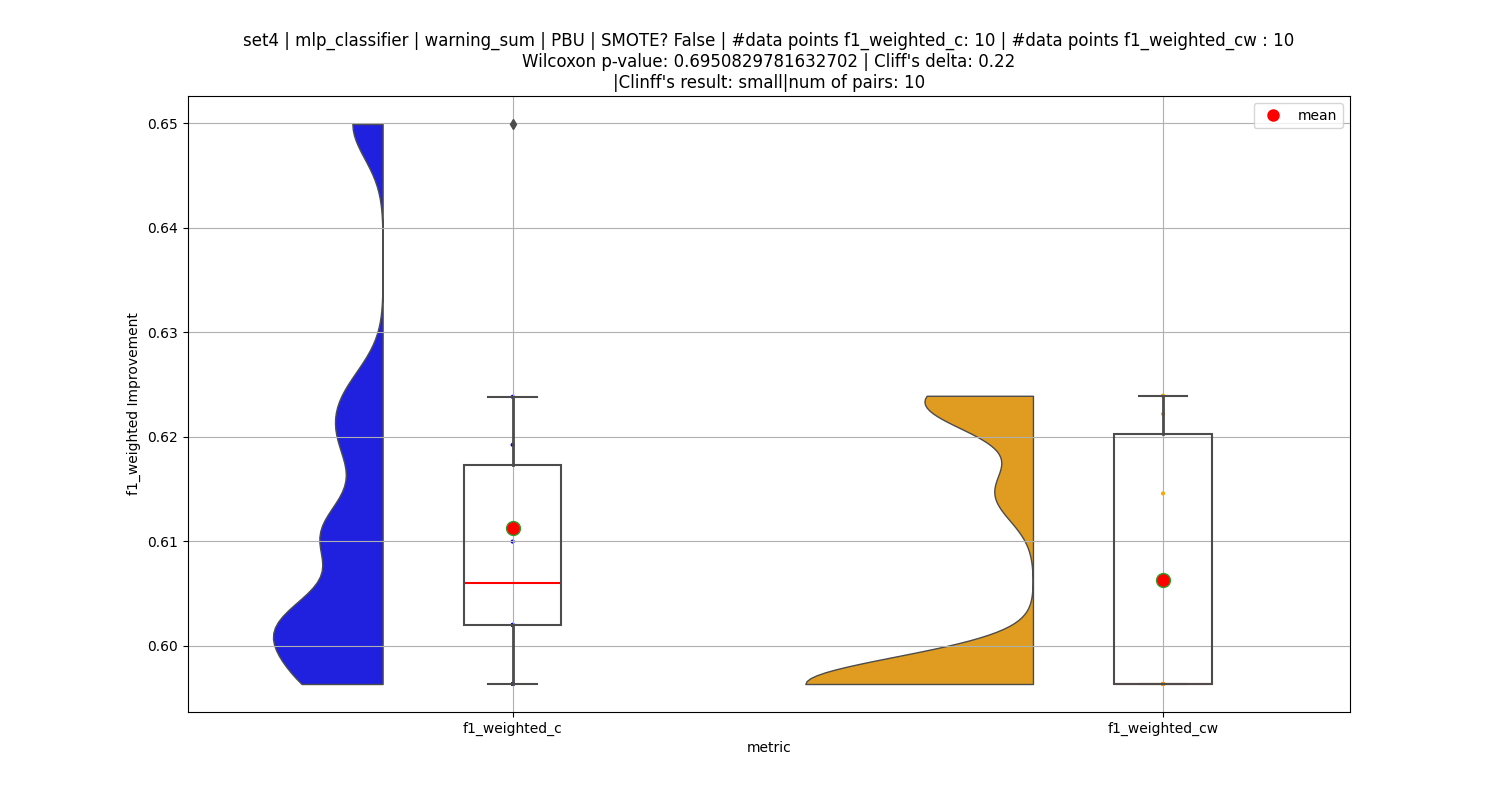 set4 | mlp_classifier | warning_sum | PBU | SMOTE? False | #data points f1_weighted_c: 10 | #data points f1_weighted_cw : 10
Wilcoxon p-value: 0.6950829781632702 | Cliff's delta: 0.22
|Clinff's result: small|num of pairs: 10
mean
0.65
0.64
0.63
0.62
0.61
0.60
f1_weighted Improvement
f1_weighted_c
f1_weighted_cw
metric